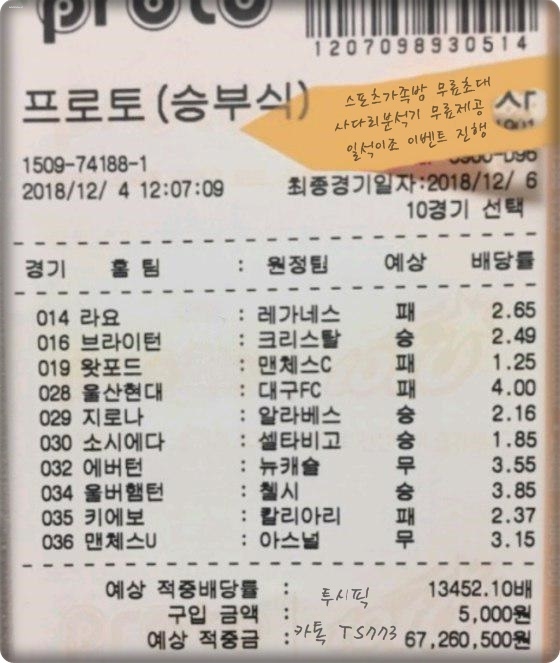 proto
12070989305​14
프로토(승부식)
스포츠가족방 무료초대
사다리분석기 무료제공
일석이조 이벤트 진행
1509-74188-1
2018/12/ 4 12:07:09
최종경기일자:2018/12/ 6
10경기 선택
경기 홈 팀 : 원정팀 예상 배당률
014 라요 : 레가네스 패 2.65
016 브라이턴 : 크리스탈 승 2.49
019 왓포드 : 맨체스C 패 1.25
028 울산현대 : 대구FC 패 4.00
029 지로나 : 알라베스 승 2.16
030 소시에다 : 셀타비고 승 1.85
032 에버턴 : 뉴캐슬 무 3.55
034 울버햄턴 : 첼시 승 3.85
035 키에보 : 칼리아리 패 2.37
036 맨체스U : 아스널 무 3.15
예상 적중배당률 : 13452.10배
투시픽
구입 금액 : 5,000원
카톡 TS773
예상 적중금 : 67,260,500원